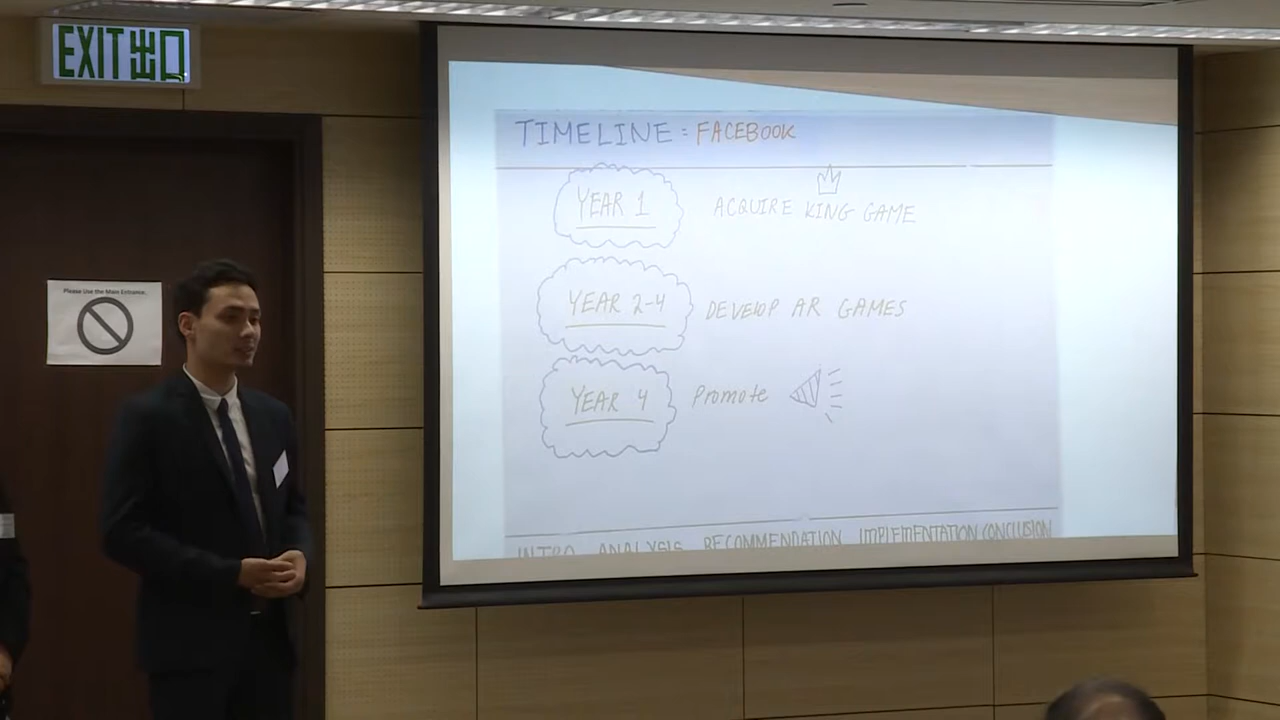 EXIT出口
Please Use the Main Entrance.
TIMELINE : FACEBOOK
YEAR 1 ACQUIRE KING GAME
YEAR 2-4 DEVELOP AR GAMES
YEAR 4 Promote
INTRO ANALYSIS RECOMMENDATION IMPLEMENTATION CONCLUSION